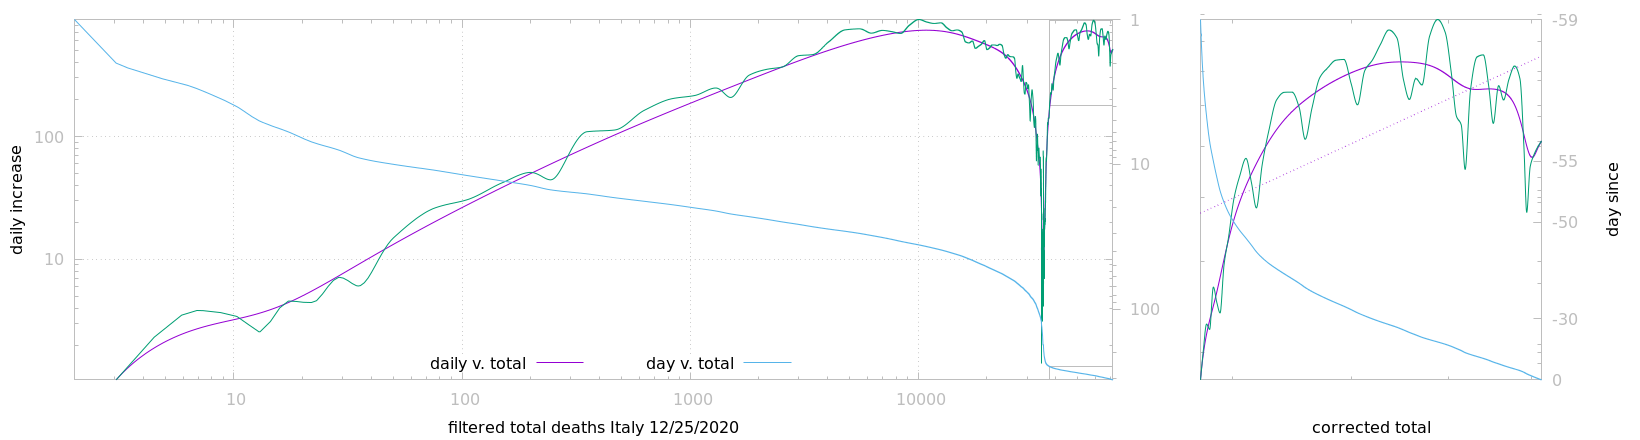 1
-59
100
10
-55
-50
10
100
-30
0
daily increase
day since
daily v. total
day v. total
10
100
1000
10000
filtered total deaths Italy 12/25/2020
corrected total